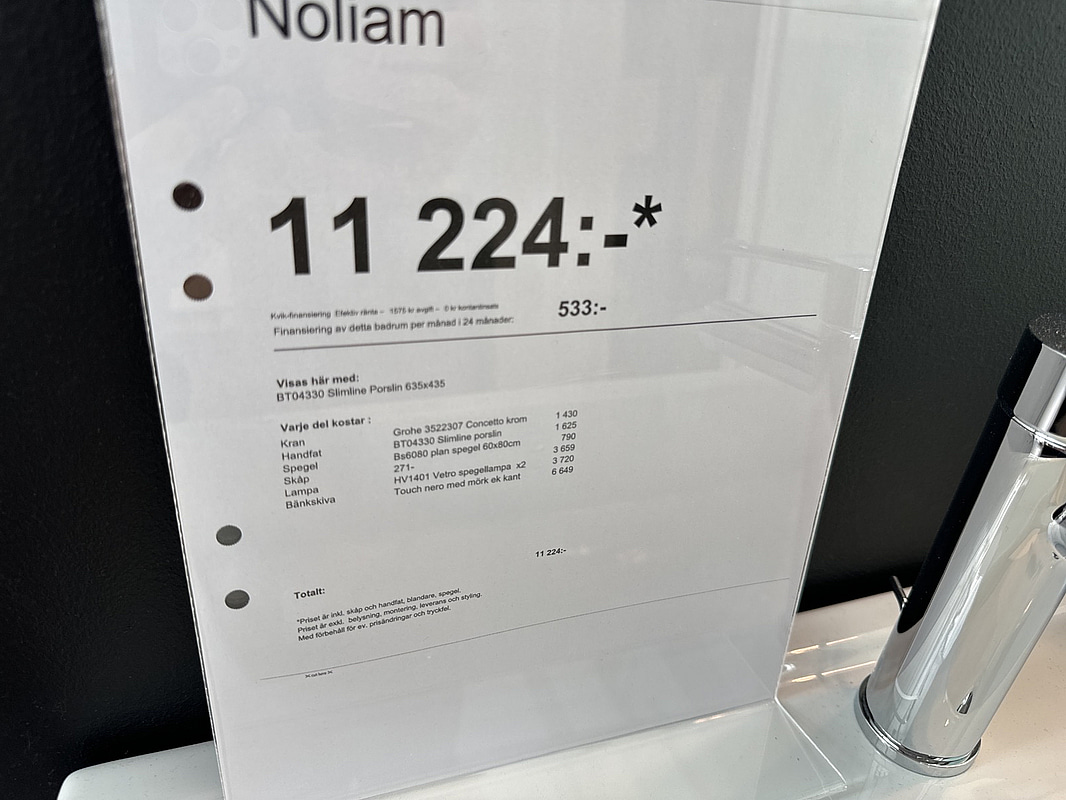 Noliam
11 224:-*
Kvik-finansiering Effektiv ränta – 1575 kr avgift – 0 kr kontantinsats
Finansiering av detta badrum per månad i 24 månader: 533:-
Visas här med:
BT04330 Slimline Porslin 635x435
Varje del kostar :
Kran Grohe 3522307 Concetto krom 1 430
Handfat BT04330 Slimline porslin 1 625
Spegel Bs6080 plan spegel 60x80cm 790
Skåp 271- 3 659
Lampa HV1401 Vetro spegellampa x2 3 720
Bänkskiva Touch nero med mörk ek kant 6 649
11 224:-
Totalt:
*Priset är inkl. skåp och handfat, blandare, spegel.
Priset är exkl. belysning, montering, leverans och styling.
Med förbehåll för ev. prisändringar och tryckfel.